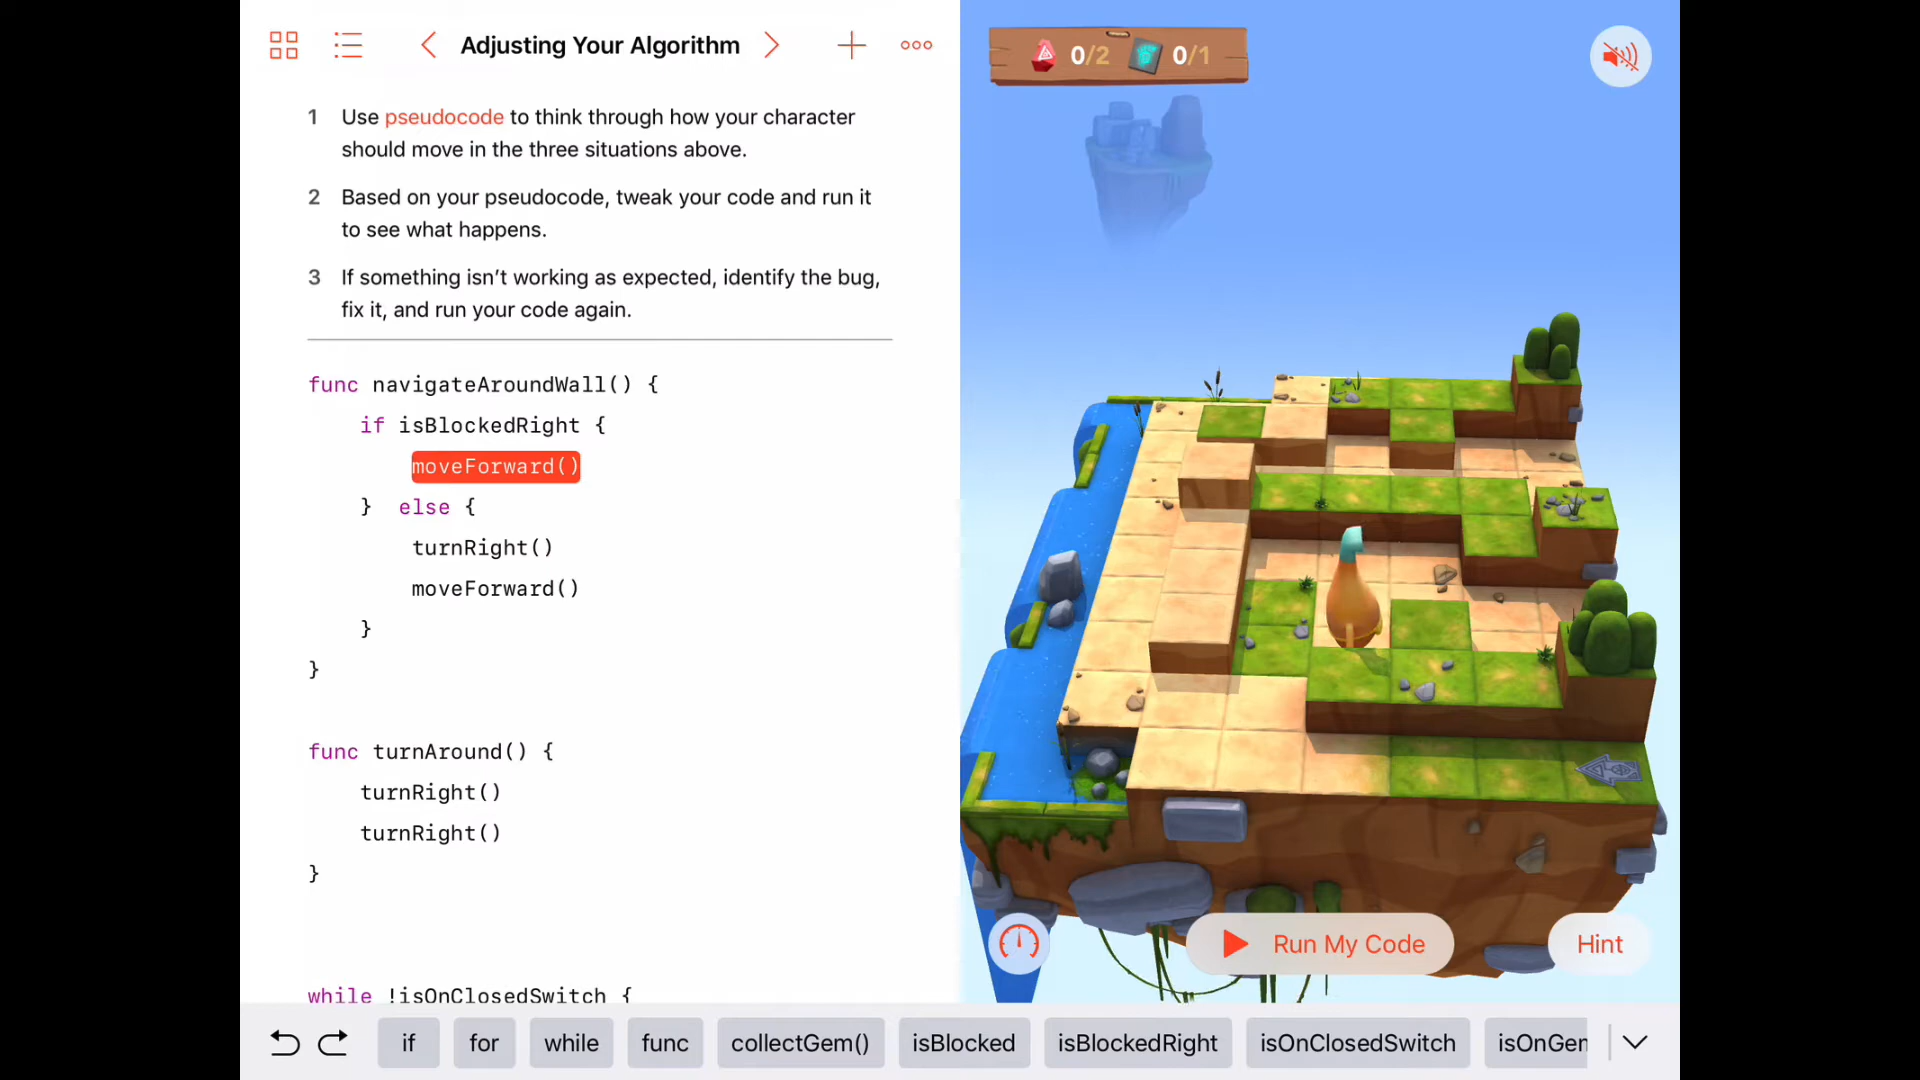 Adjusting Your Algorithm
1 Use pseudocode to think through how your character
should move in the three situations above.
2 Based on your pseudocode, tweak your code and run it
to see what happens.
3 If something isn’t working as expected, identify the bug,
fix it, and run your code again.
func navigateAroundWall() {
if isBlockedRight {
moveForward()
} else {
turnRight()
moveForward()
}
}
func turnAround() {
turnRight()
turnRight()
}
while !isOnClosedSwitch {
if for while func collectGem() isBlocked isBlockedRight isOnClosedSwitch isOnGem
0/2 0/1
Run My Code
Hint